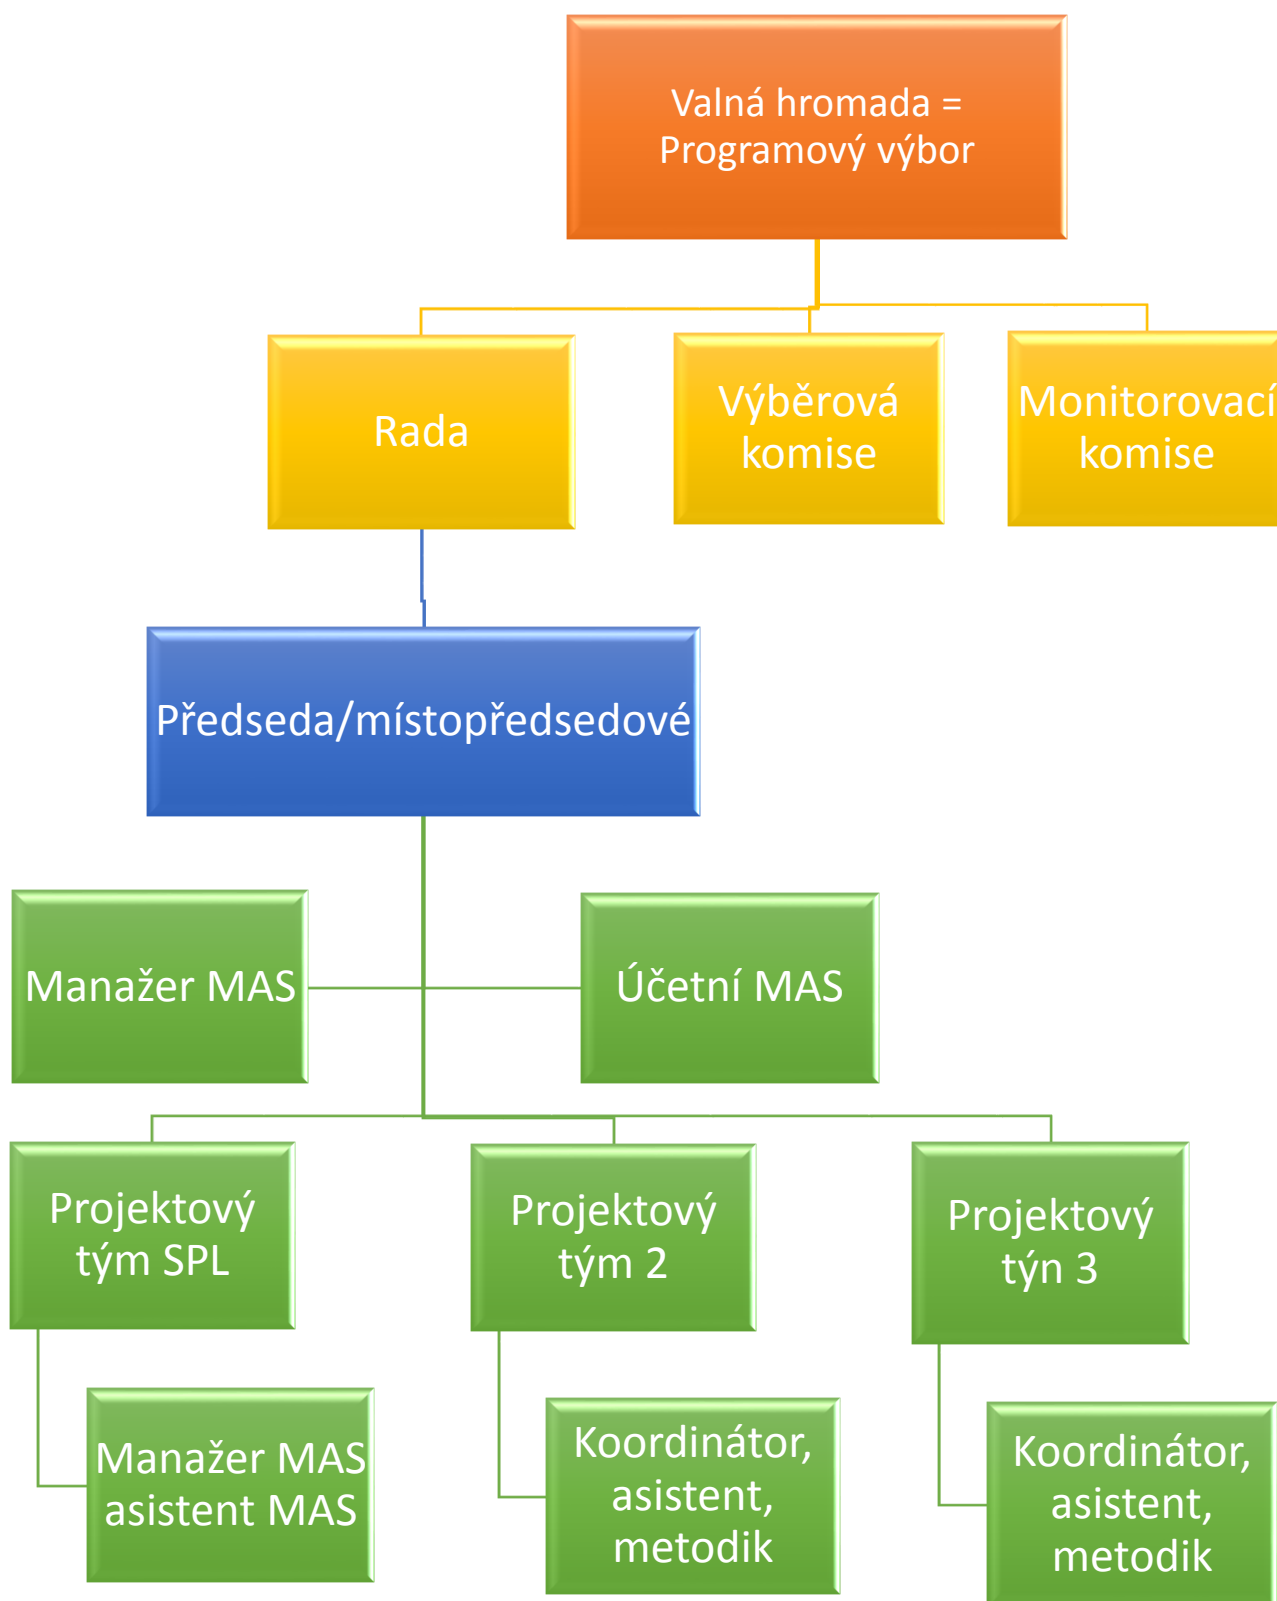 Valná hromada =
Programový výbor
Rada
Výběrová
komise
Monitorovací
komise
Předseda/místopředsedové
Manažer MAS
Účetní MAS
Projektový
tým SPL
Projektový
tým 2
Projektový
týn 3
Manažer MAS
asistent MAS
Koordinátor,
asistent,
metodik
Koordinátor,
asistent,
metodik